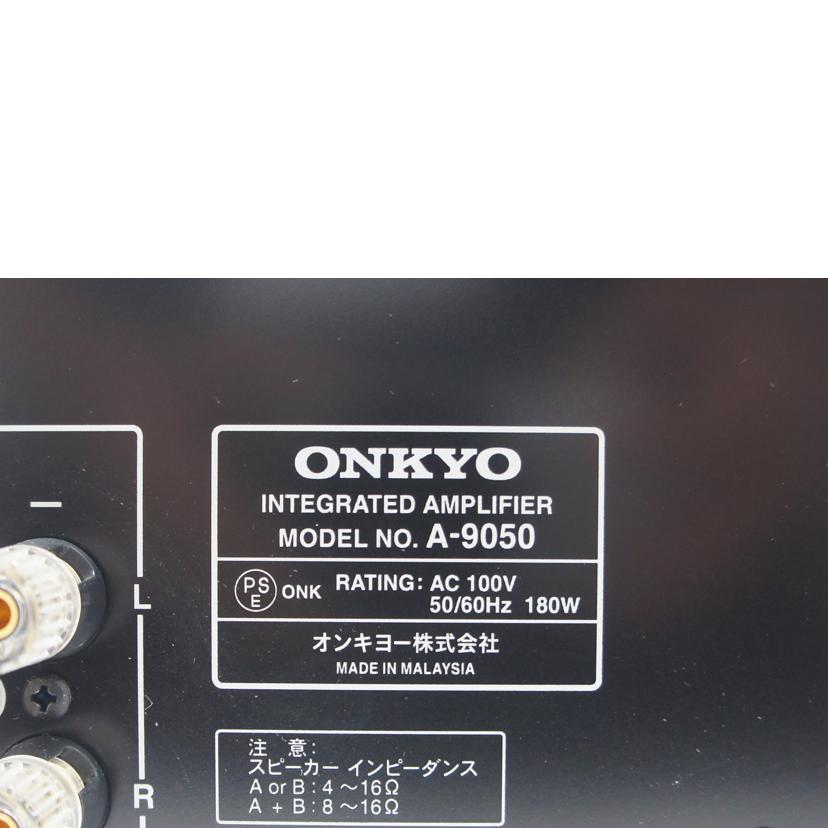 ONKYO
INTEGRATED AMPLIFIER
MODEL NO. A-9050
PS
E
ONK
RATING: AC 100V
50/60Hz 180W
オンキヨー株式会社
MADE IN MALAYSIA
−
L
R
注 意:
スピーカー インピーダンス
A or B : 4 ～16Ω
A + B : 8 ～16Ω